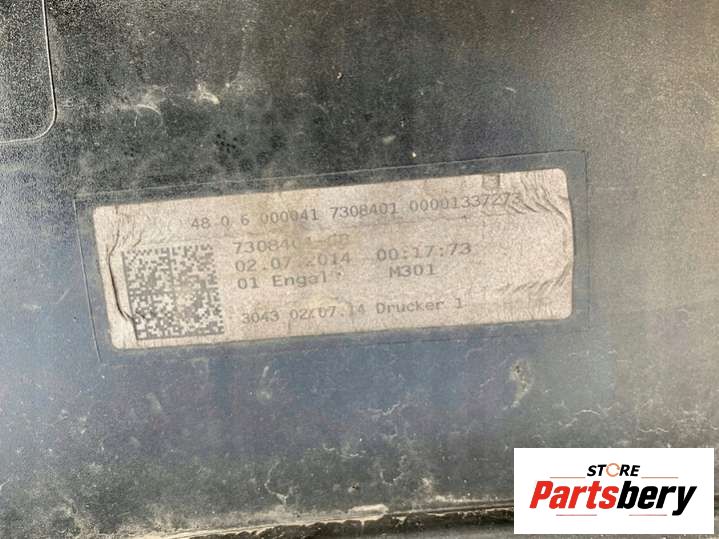 48 0 6 000041 7308401 00001337273
7308401
02.07.2014 00:17:73
01 Engel M301
3043 02.07.14 Drucker 1
STORE
Partsbery